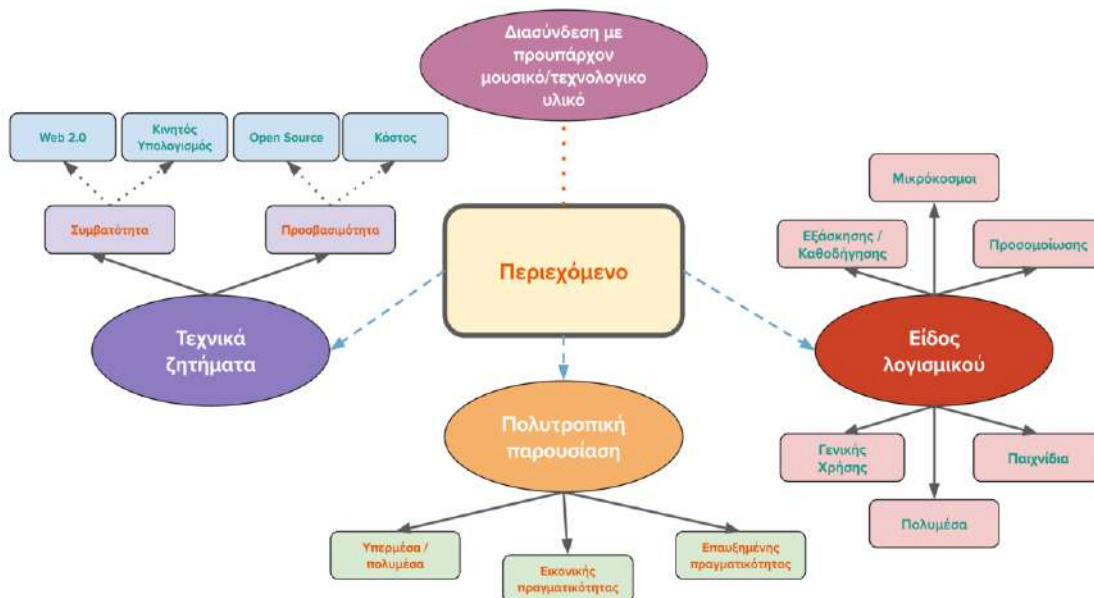 Διασύνδεση με
προυπάρχον
μουσικό/τεχνολογικο
υλικό
Web 2.0
Κινητός
Υπολογισμός
Open Source
Κόστος
Μικρόκοσμοι
Συμβατότητα
Προσβασιμότητα
Εξάσκησης /
Καθοδήγησης
Προσομοίωσης
Περιεχόμενο
Τεχνικά
ζητήματα
Είδος
λογισμικού
Πολυτροπική
παρουσίαση
Γενικής
Χρήσης
Παιχνίδια
Πολυμέσα
Υπερμέσα /
πολυμέσα
Εικονικής
πραγματικότητας
Επαυξημένης
πραγματικότητας